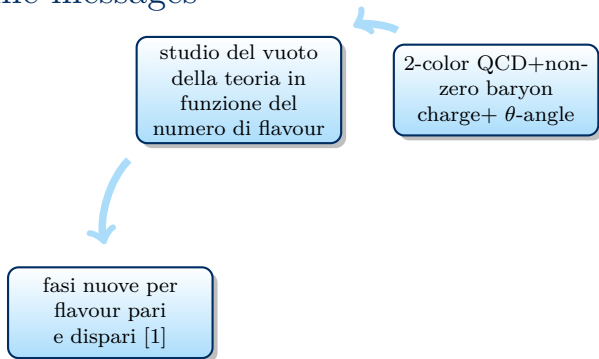 messages
studio del vuoto
della teoria in
funzione del
numero di flavour
2-color QCD+non-
zero baryon
charge+ θ-angle
fasi nuove per
flavour pari
e dispari [1]